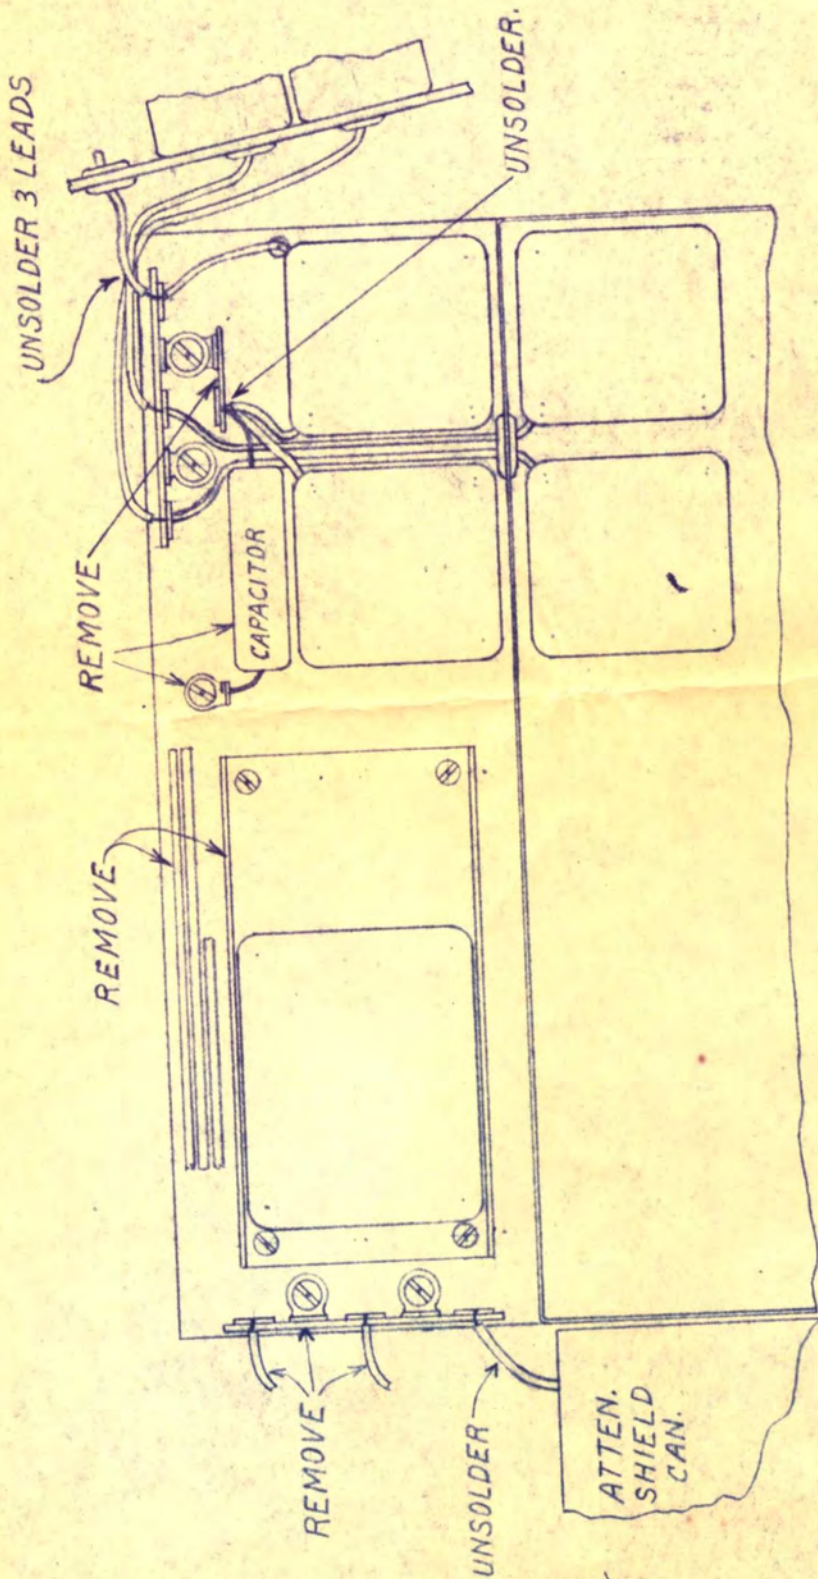 UNSOLDER 3 LEADS
UNSOLDER.
REMOVE
CAPACITOR
REMOVE
REMOVE
UNSOLDER
ATTEN.
SHIELD
CAN.